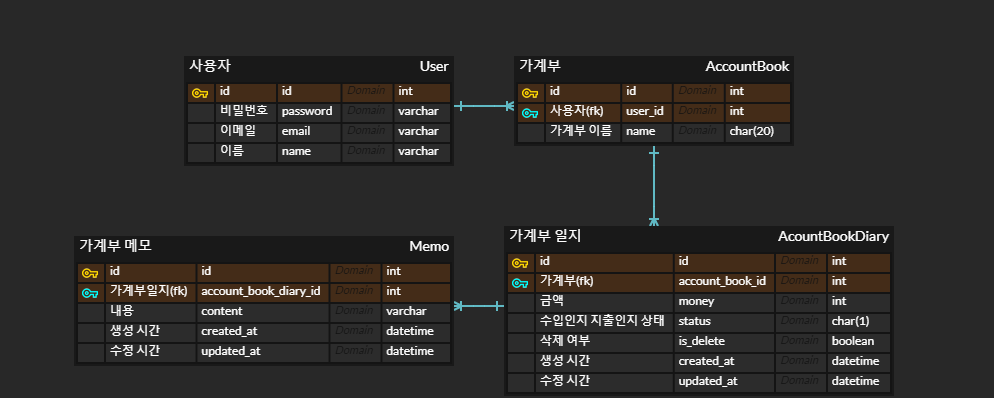 사용자 User
id id Domain int
비밀번호 password Domain varchar
이메일 email Domain varchar
이름 name Domain varchar
가계부 AccountBook
id id Domain int
사용자(fk) user_id Domain int
가계부 이름 name Domain char(20)
가계부 메모 Memo
id id Domain int
가계부일지(fk) account_book_diary_id Domain int
내용 content Domain varchar
생성 시간 created_at Domain datetime
수정 시간 updated_at Domain datetime
가계부 일지 AcountBookDiary
id id Domain int
가계부(fk) account_book_id Domain int
금액 money Domain int
수입인지 지출인지 상태 status Domain char(1)
삭제 여부 is_delete Domain boolean
생성 시간 created_at Domain datetime
수정 시간 updated_at Domain datetime